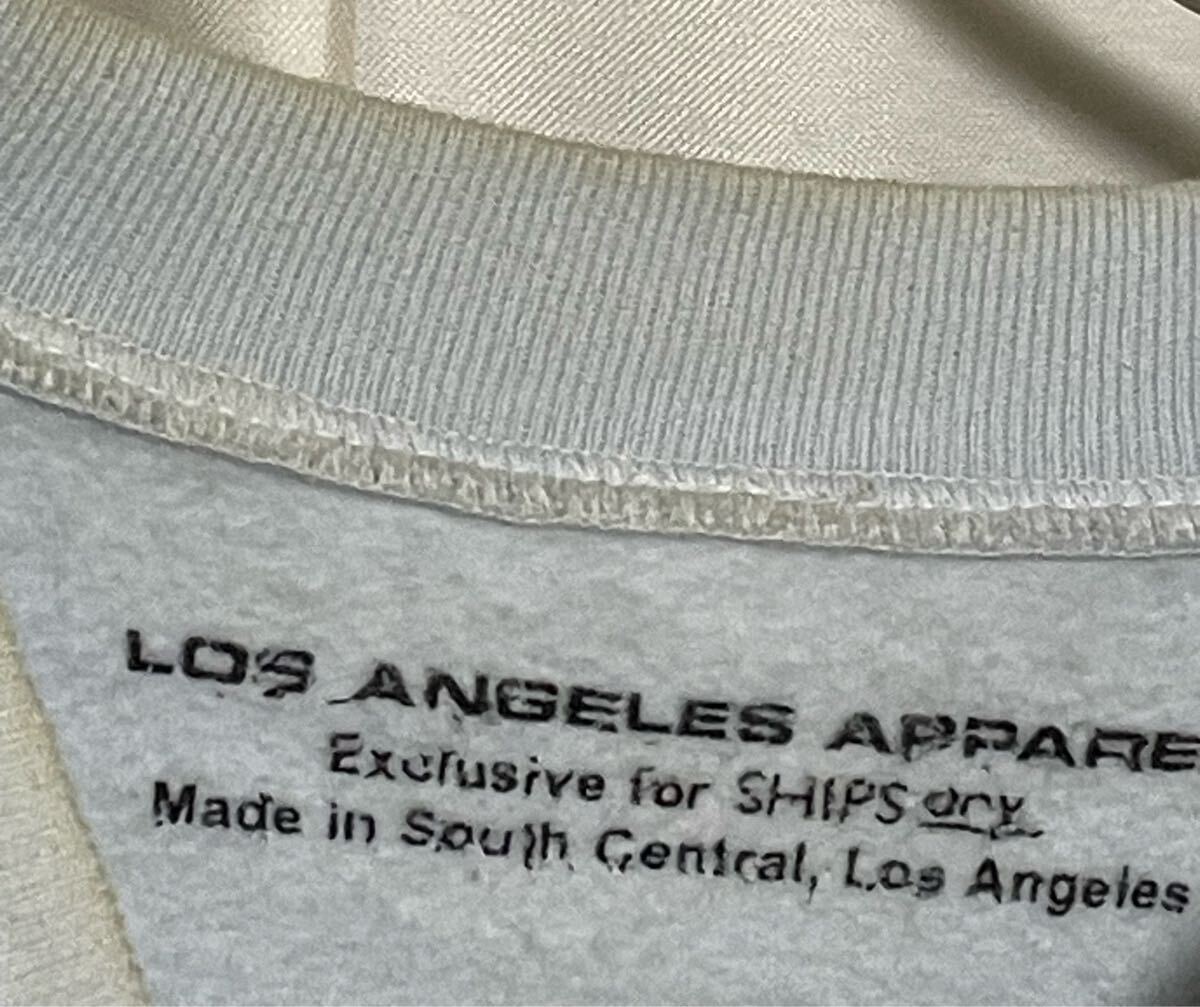 LOS ANGELES APPARE
Exclusive for SHIPS any
Made in South Central, Los Angeles